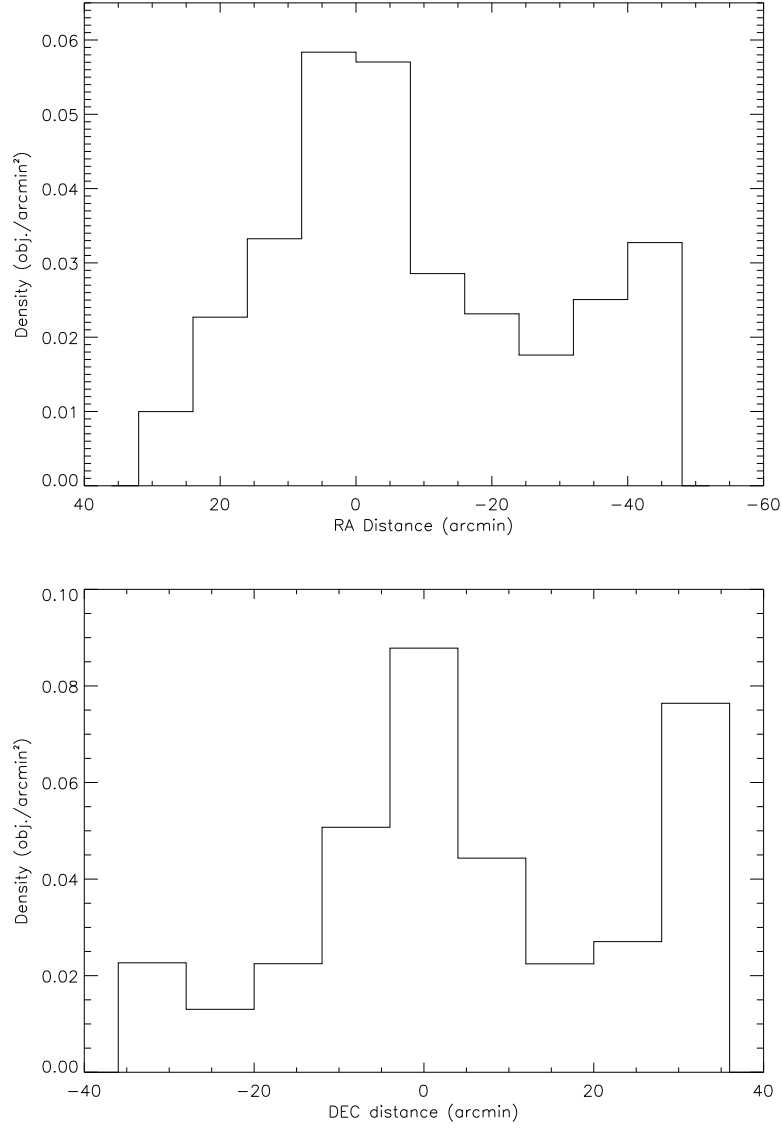 Density (obj./arcmin²)
0.06
0.05
0.04
0.03
0.02
0.01
0.00
40 20 0 −20 −40 −60
RA Distance (arcmin)
Density (obj./arcmin²)
0.10
0.08
0.06
0.04
0.02
0.00
−40 −20 0 20 40
DEC distance (arcmin)